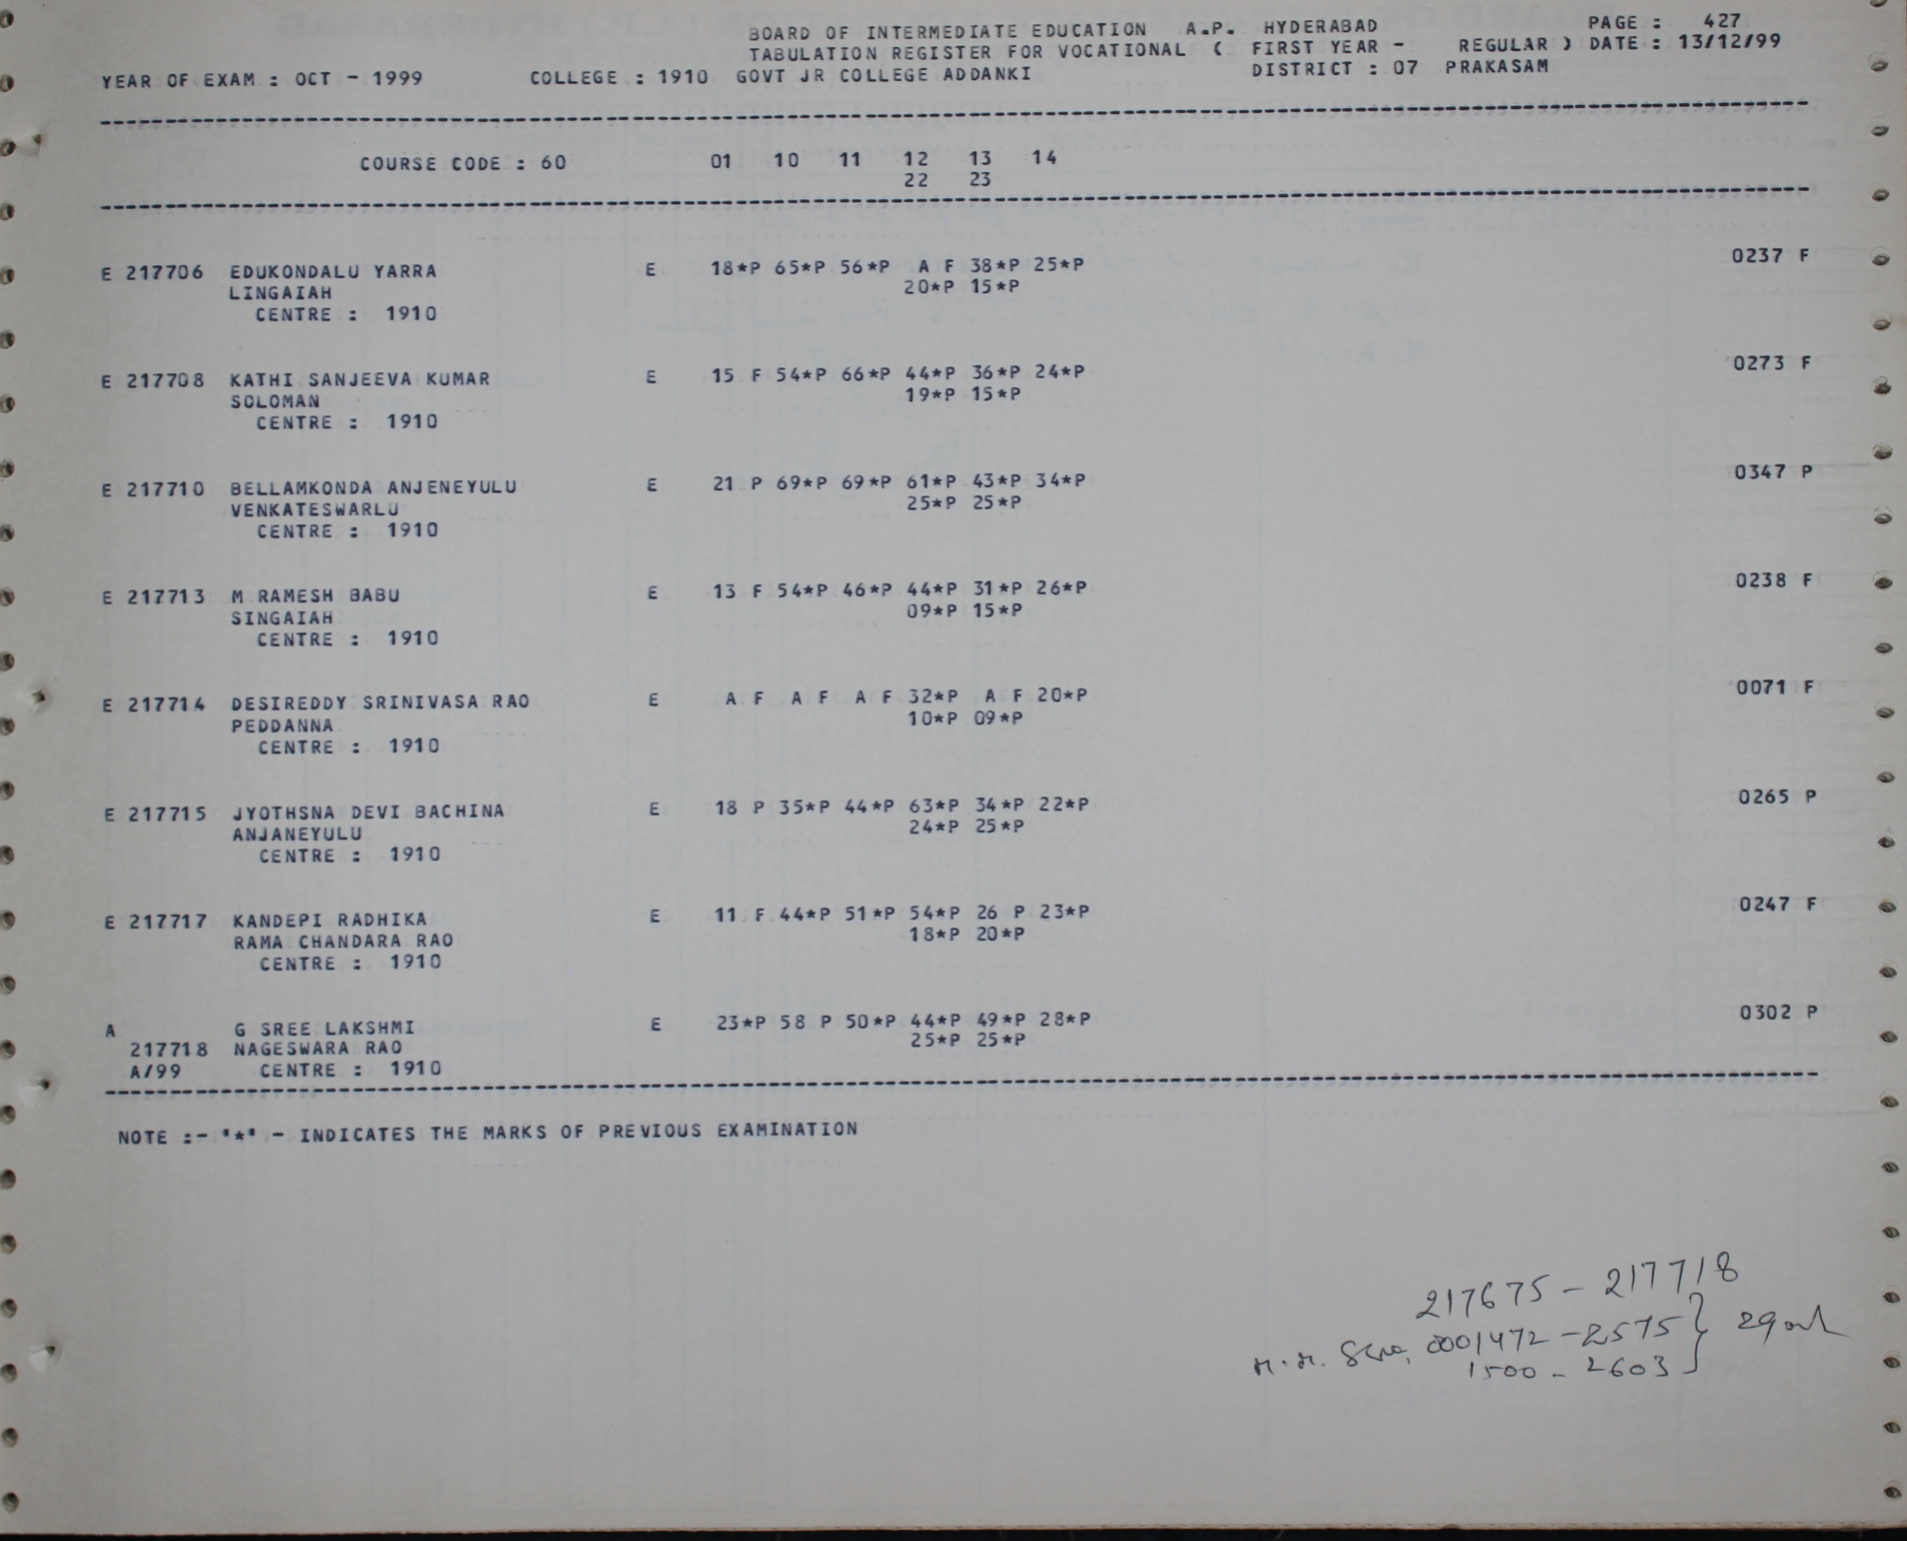 BOARD OF INTERMEDIATE EDUCATION A.P. HYDERABAD PAGE : 427
TABULATION REGISTER FOR VOCATIONAL ( FIRST YEAR - REGULAR ) DATE : 13/12/99
YEAR OF EXAM : OCT - 1999 COLLEGE : 1910 GOVT JR COLLEGE ADDANKI DISTRICT : 07 PRAKASAM
COURSE CODE : 60 01 10 11 12 13 14
22 23
E 217706 EDUKONDALU YARRA E 18*P 65*P 56*P A F 38*P 25*P 0237 F
LINGAIAH 20*P 15*P
CENTRE : 1910
E 217708 KATHI SANJEEVA KUMAR E 15 F 54*P 66*P 44*P 36*P 24*P 0273 F
SOLOMAN 19*P 15*P
CENTRE : 1910
E 217710 BELLAMKONDA ANJENEYULU E 21 P 69*P 69*P 61*P 43*P 34*P 0347 P
VENKATESWARLU 25*P 25*P
CENTRE : 1910
E 217713 M RAMESH BABU E 13 F 54*P 46*P 44*P 31*P 26*P 0238 F
SINGAIAH 09*P 15*P
CENTRE : 1910
E 217714 DESIREDDY SRINIVASA RAO E A F A F A F 32*P A F 20*P 0071 F
PEDDANNA 10*P 09*P
CENTRE : 1910
E 217715 JYOTHSNA DEVI BACHINA E 18 P 35*P 44*P 63*P 34*P 22*P 0265 P
ANJANEYULU 24*P 25*P
CENTRE : 1910
E 217717 KANDEPI RADHIKA E 11 F 44*P 51*P 54*P 26 P 23*P 0247 F
RAMA CHANDARA RAO 18*P 20*P
CENTRE : 1910
A G SREE LAKSHMI E 23*P 58 P 50*P 44*P 49*P 28*P 0302 P
217718 NAGESWARA RAO 25*P 25*P
A/99 CENTRE : 1910
NOTE :- '*' - INDICATES THE MARKS OF PREVIOUS EXAMINATION
217675 - 217718
0001472 - 2575
1500 - 2603